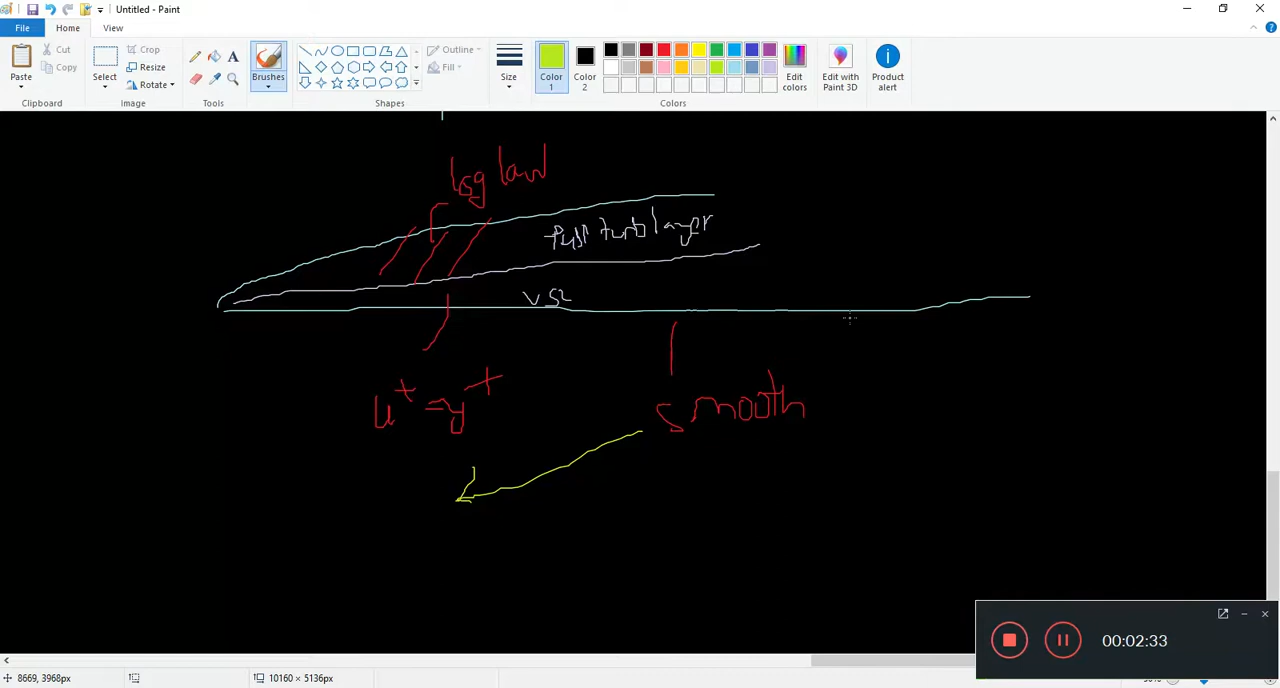 Untitled - Paint
File Home View
Paste
Cut
Copy
Clipboard
Select
Crop
Resize
Rotate
Image
Tools
Brushes
Shapes
Outline
Fill
Size
Color 1
Color 2
Colors
Edit colors
Edit with Paint 3D
Product alert
log law
turb layer
VSL
u⁺ = y⁺
smooth
00:02:33
8669, 3968px
10160 × 5136px